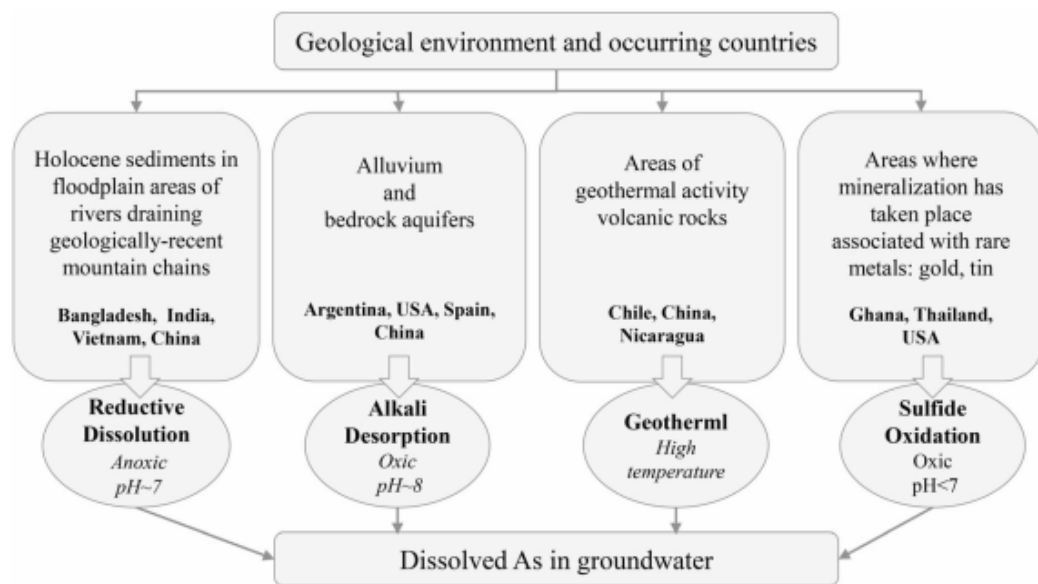 Geological environment and occurring countries
Holocene sediments in
floodplain areas of
rivers draining
geologically-recent
mountain chains
Bangladesh, India,
Vietnam, China
Reductive
Dissolution
Anoxic
pH~7
Alluvium
and
bedrock aquifers
Argentina, USA, Spain,
China
Alkali
Desorption
Oxic
pH~8
Areas of
geothermal activity
volcanic rocks
Chile, China,
Nicaragua
Geotherml
High
temperature
Areas where
mineralization has
taken place
associated with rare
metals: gold, tin
Ghana, Thailand,
USA
Sulfide
Oxidation
Oxic
pH<7
Dissolved As in groundwater